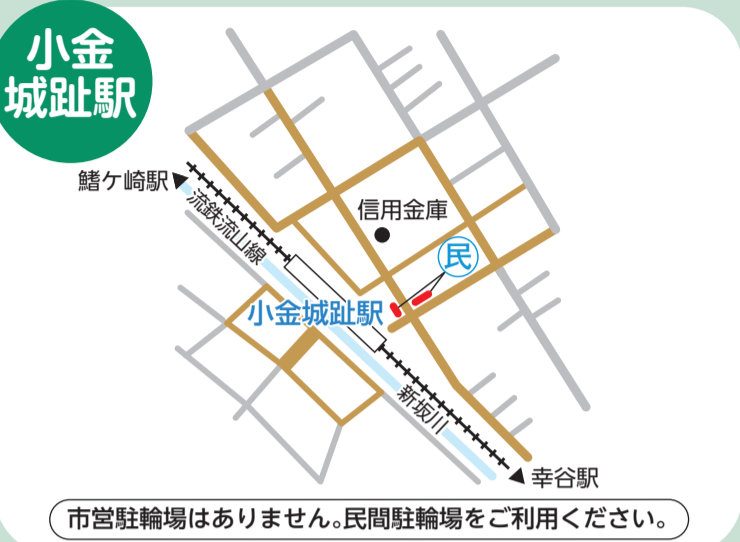 小金
城趾駅
鰭ケ崎駅
流鉄流山線
信用金庫
民
小金城趾駅
新坂川
幸谷駅
市営駐輪場はありません。民間駐輪場をご利用ください。